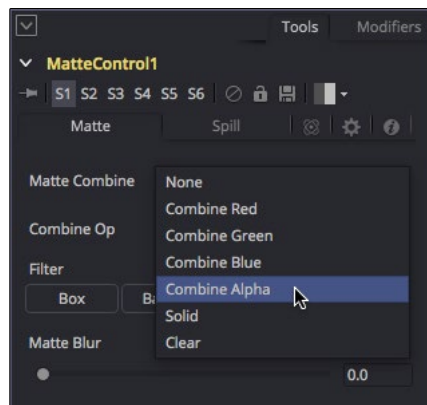 Tools Modifiers
MatteControl1
S1 S2 S3 S4 S5 S6
Matte Spill
Matte Combine
None
Combine Red
Combine Op
Combine Green
Combine Blue
Filter
Combine Alpha
Box
Solid
Matte Blur
Clear
0.0